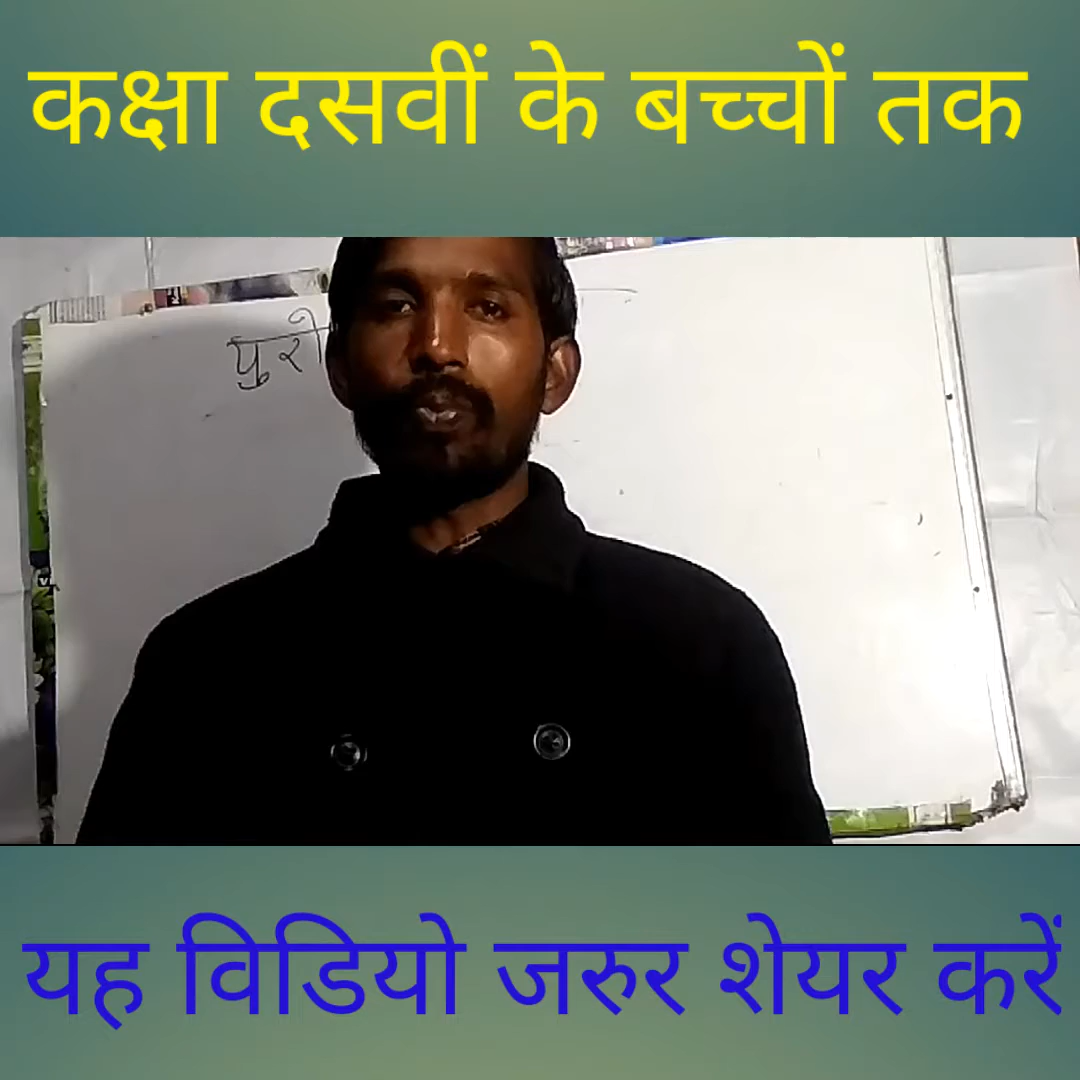 कक्षा दसवीं के बच्चों तक
यह विडियो जरुर शेयर करें